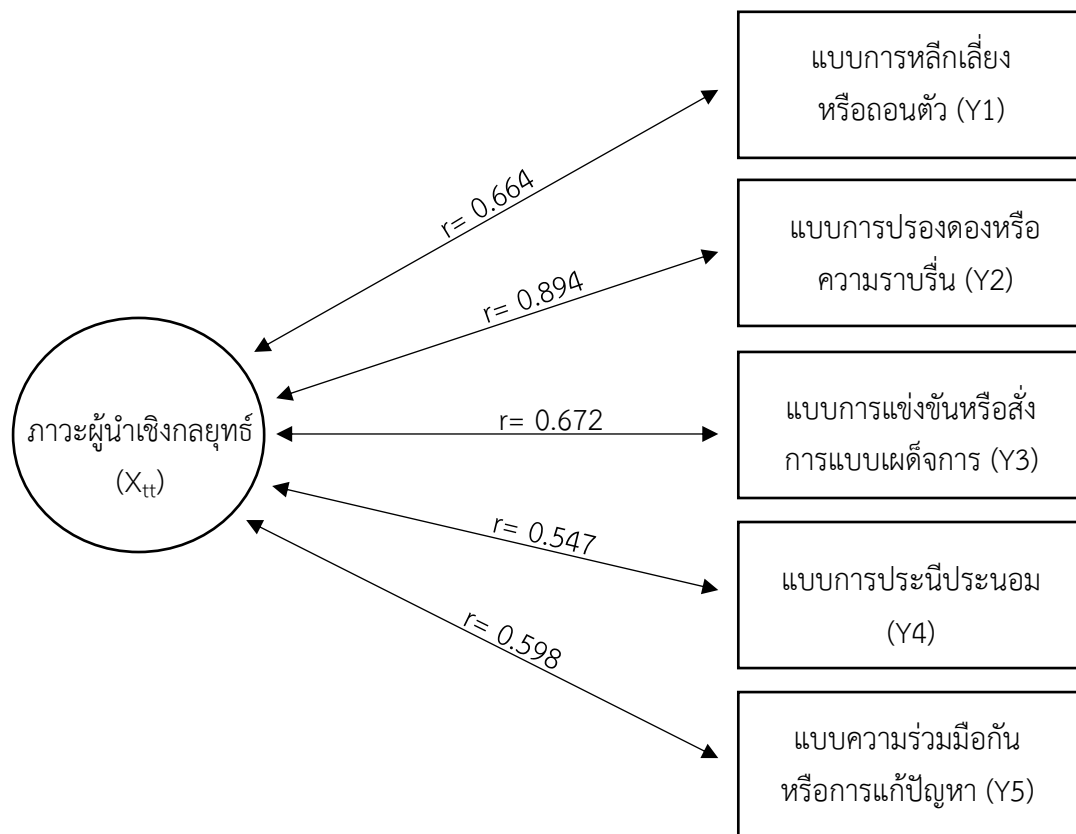 แบบการหลีกเลี่ยง
หรือถอนตัว (Y1)
r= 0.664
แบบการปรองดองหรือ
ความราบรื่น (Y2)
r= 0.894
ภาวะผู้นำเชิงกลยุทธ์
(Xtt)
r= 0.672
แบบการแข่งขันหรือสั่ง
การแบบเผด็จการ (Y3)
r= 0.547
แบบการประนีประนอม
(Y4)
r= 0.598
แบบความร่วมมือกัน
หรือการแก้ปัญหา (Y5)